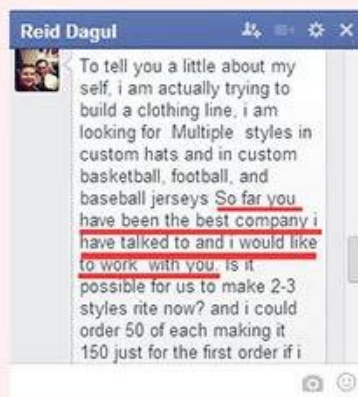 Reid Dagul
To tell you a little about my
self, i am actually trying to
build a clothing line, i am
looking for Multiple styles in
custom hats and in custom
basketball, football, and
baseball jerseys So far you
have been the best company i
have talked to and i would like
to work with you. Is it
possible for us to make 2-3
styles rite now? and i could
order 50 of each making it
150 just for the first order if i